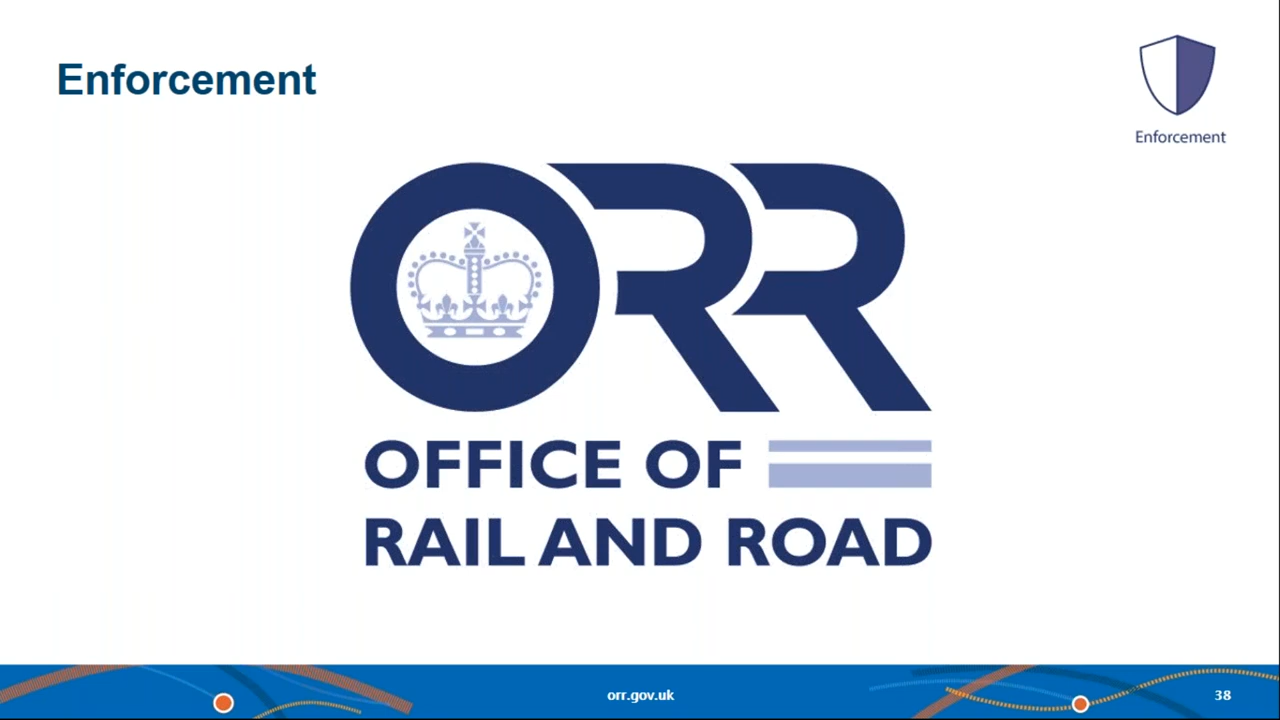 Enforcement
Enforcement
ORR
OFFICE OF
RAIL AND ROAD
orr.gov.uk
38